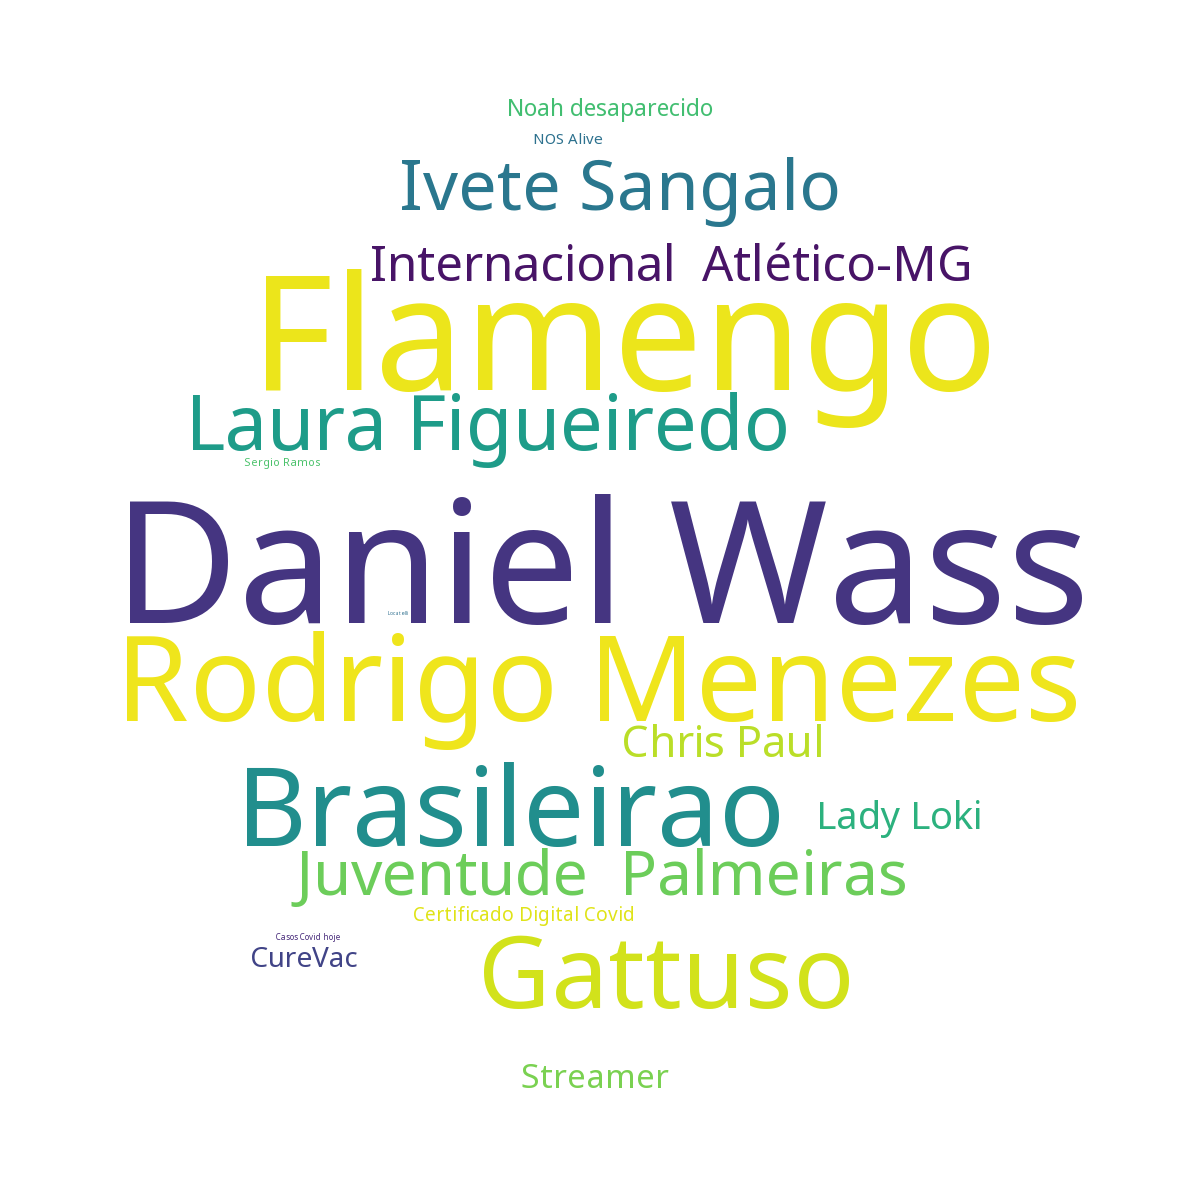 Noah desaparecido
NOS Alive
Ivete Sangalo
Internacional Atlético-MG
Flamengo
Laura Figueiredo
Sergio Ramos
Daniel Wass
Locatelli
Rodrigo Menezes
Chris Paul
Brasileirao
Lady Loki
Juventude Palmeiras
Certificado Digital Covid
Casos Covid hoje
CureVac
Gattuso
Streamer